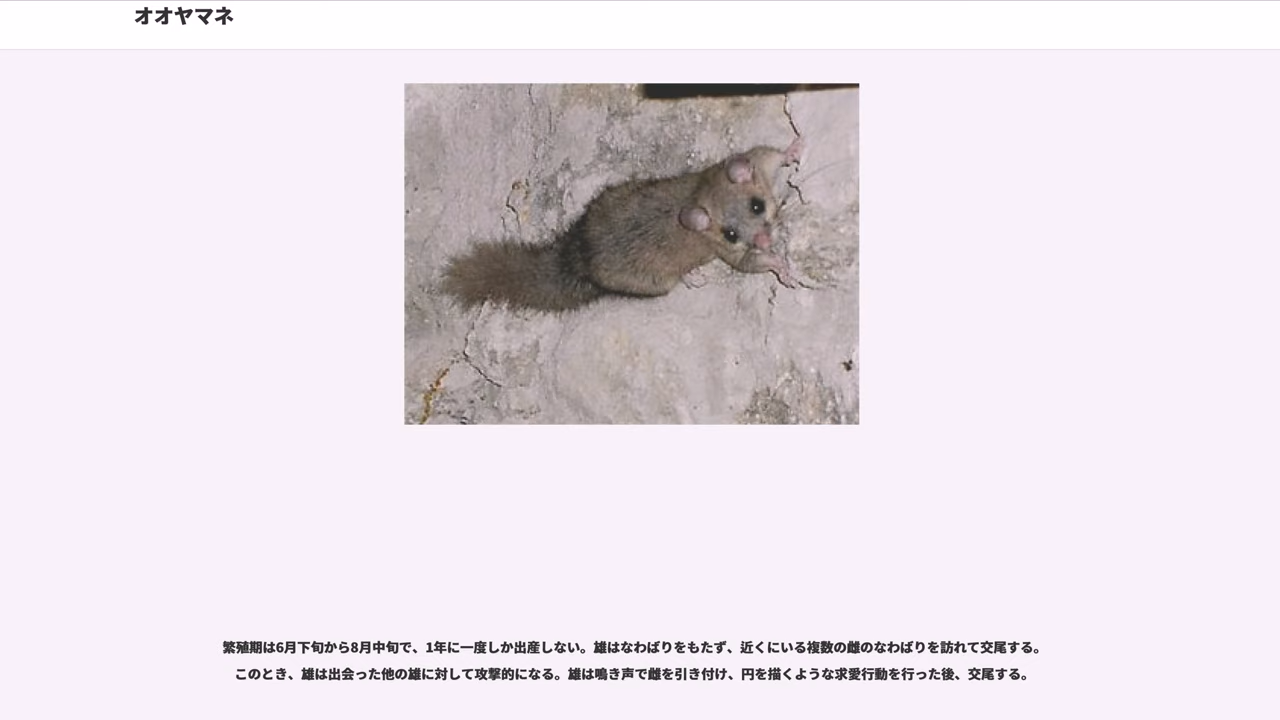 オオヤマネ
繁殖期は6月下旬から8月中旬で、1年に一度しか出産しない。雄はなわばりをもたず、近くにいる複数の雌のなわばりを訪れて交尾する。
このとき、雄は出会った他の雄に対して攻撃的になる。雄は鳴き声で雌を引き付け、円を描くような求愛行動を行った後、交尾する。